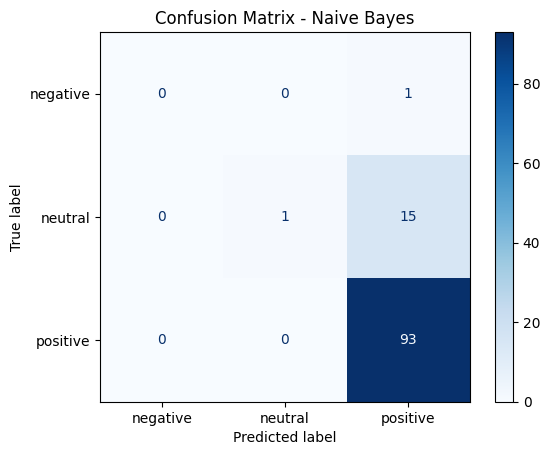 Confusion Matrix - Naive Bayes
negative 0 0 1
neutral 0 1 15
positive 0 0 93
True label
negative neutral positive
Predicted label
80
60
40
20
0